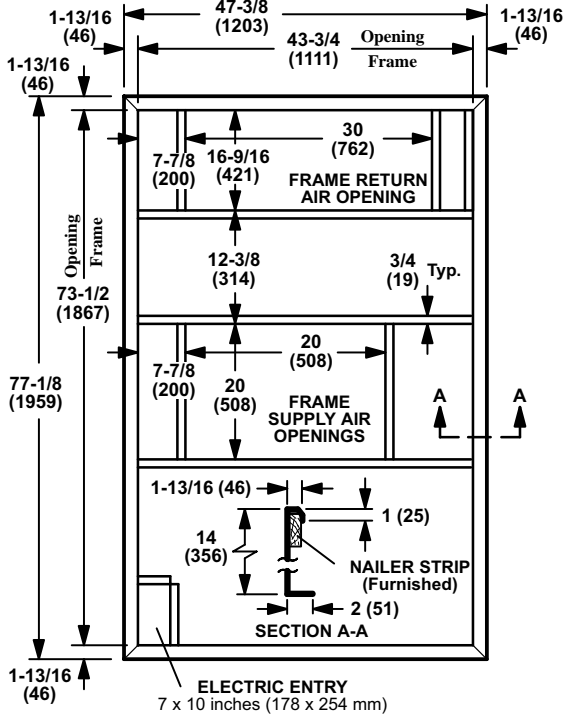 47-3/8
(1203)
1-13/16
(46)
1-13/16
(46)
43-3/4
(1111)
Opening
Frame
1-13/16
(46)
30
(762)
7-7/8
(200)
16-9/16
(421)
FRAME RETURN
AIR OPENING
Opening
Frame
12-3/8
(314)
3/4
(19)
Typ.
73-1/2
(1867)
77-1/8
(1959)
20
(508)
7-7/8
(200)
20
(508)
FRAME
SUPPLY AIR
OPENINGS
A
A
1-13/16 (46)
1 (25)
14
(356)
NAILER STRIP
(Furnished)
2 (51)
SECTION A-A
1-13/16
(46)
ELECTRIC ENTRY
7 x 10 inches (178 x 254 mm)